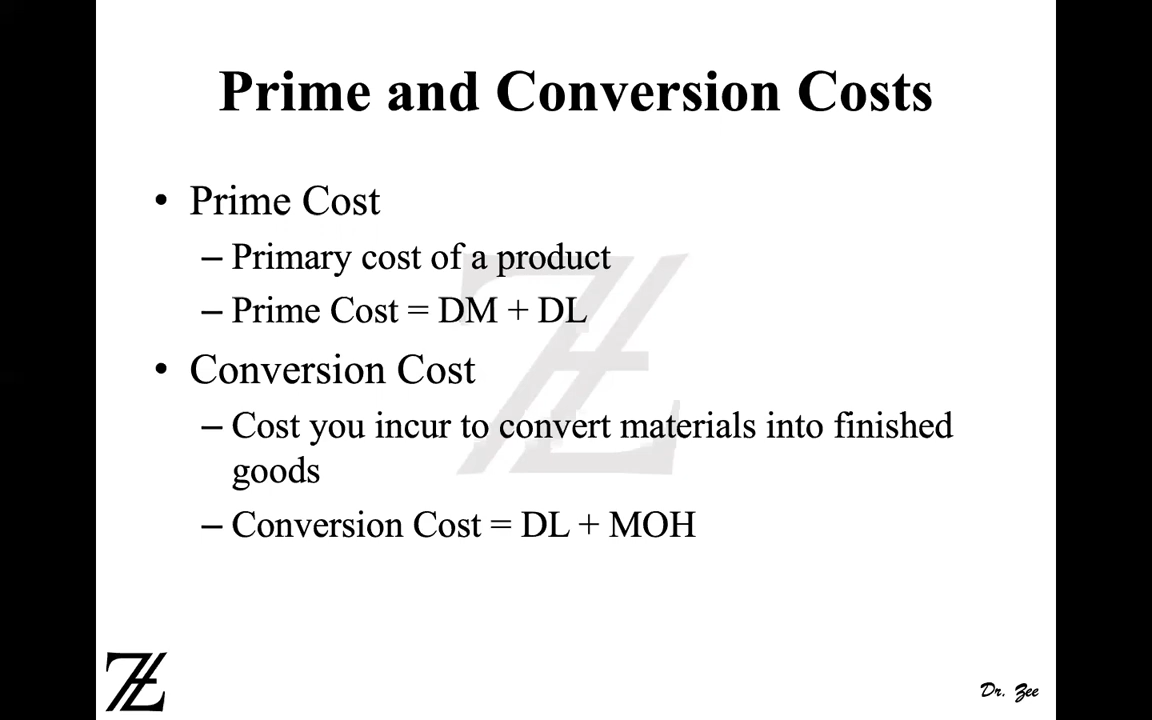 Prime and Conversion Costs
• Prime Cost
– Primary cost of a product
– Prime Cost = DM + DL
• Conversion Cost
– Cost you incur to convert materials into finished
goods
– Conversion Cost = DL + MOH
Dr. Zee